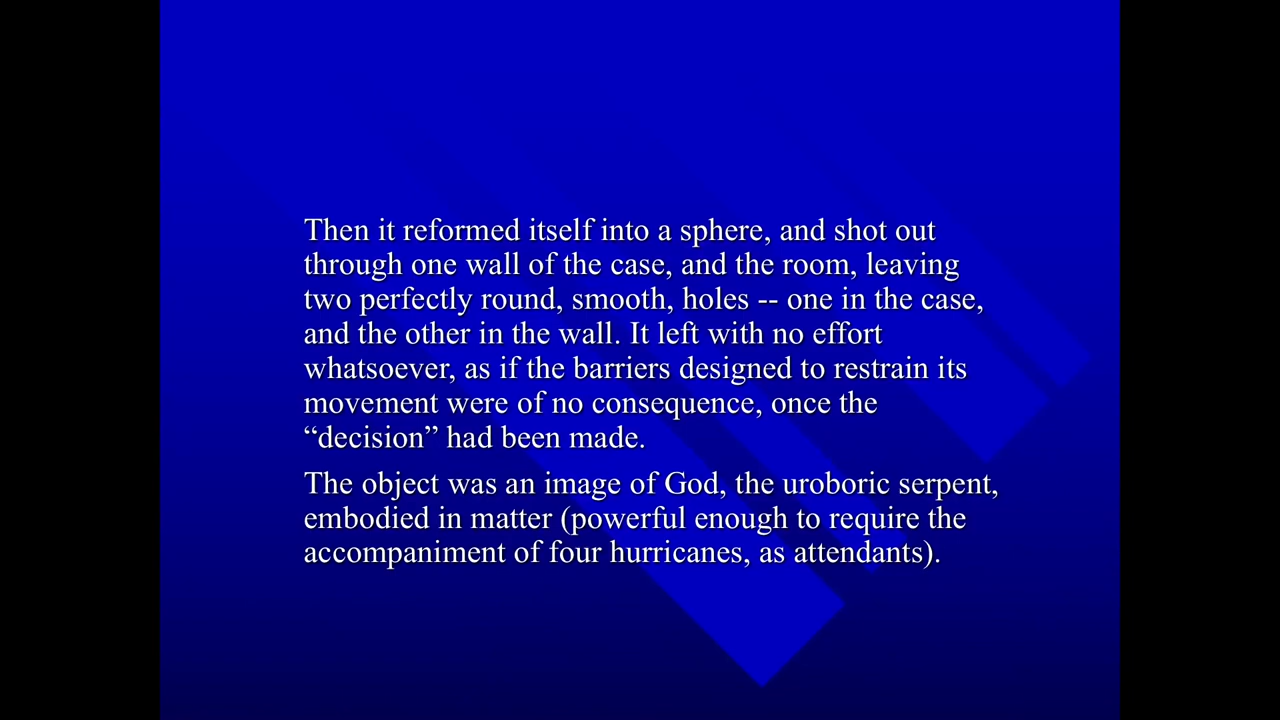 Then it reformed itself into a sphere, and shot out
through one wall of the case, and the room, leaving
two perfectly round, smooth, holes -- one in the case,
and the other in the wall. It left with no effort
whatsoever, as if the barriers designed to restrain its
movement were of no consequence, once the
“decision” had been made.
The object was an image of God, the uroboric serpent,
embodied in matter (powerful enough to require the
accompaniment of four hurricanes, as attendants).